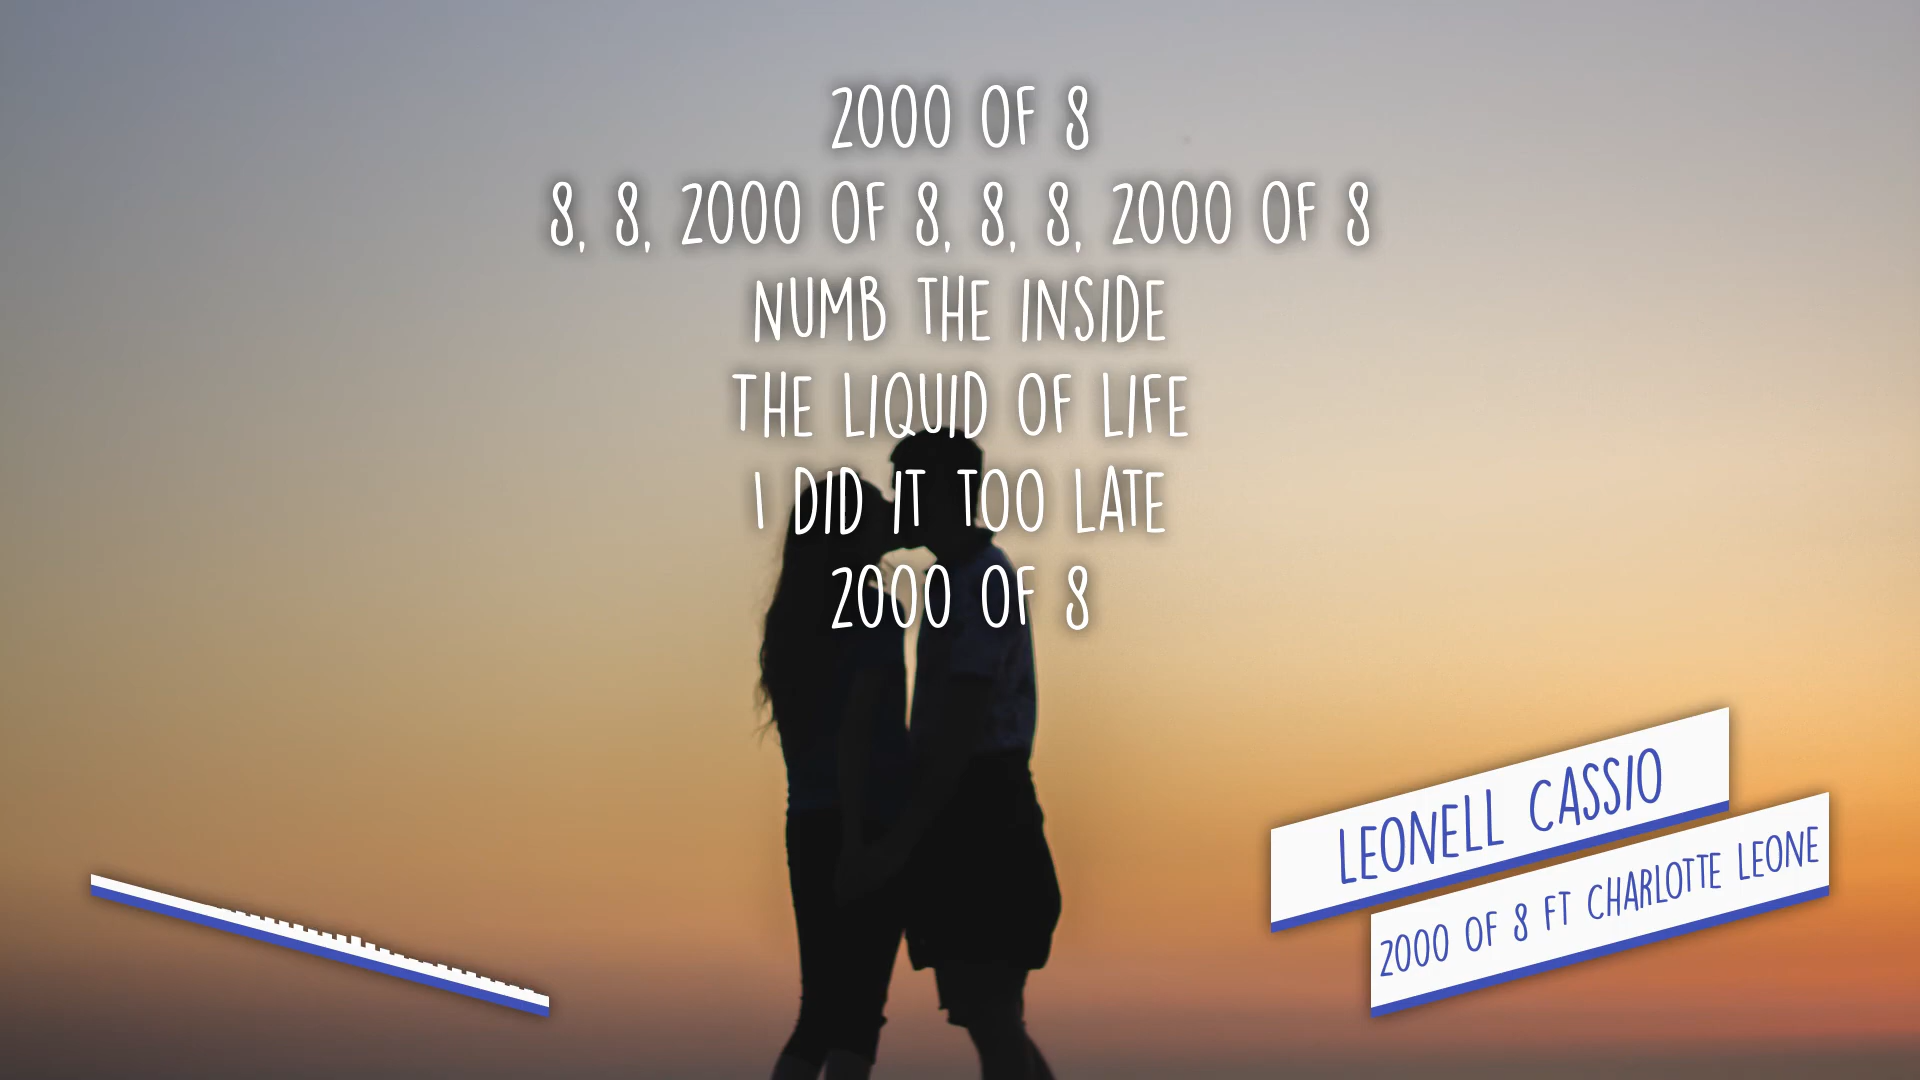 2000 OF 8
8, 8, 2000 OF 8, 8, 8, 2000 OF 8
NUMB THE INSIDE
THE LIQUID OF LIFE
I DID IT TOO LATE
2000 OF 8
LEONELL CASSIO
2000 OF 8 FT CHARLOTTE LEONE